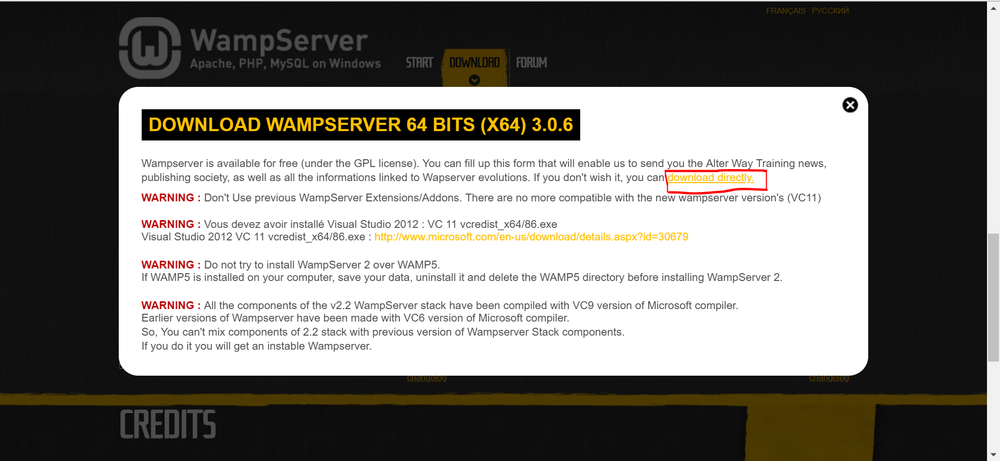 FRANÇAIS РУССКИЙ
WampServer
Apache, PHP, MySQL on Windows
START DOWNLOAD FORUM
DOWNLOAD WAMPSERVER 64 BITS (X64) 3.0.6
Wampserver is available for free (under the GPL license). You can fill up this form that will enable us to send you the Alter Way Training news,
publishing society, as well as all the informations linked to Wapserver evolutions. If you don't wish it, you can download directly.
WARNING : Don't Use previous WampServer Extensions/Addons. There are no more compatible with the new wampserver version's (VC11)
WARNING : Vous devez avoir installé Visual Studio 2012 : VC 11 vcredist_x64/86.exe
Visual Studio 2012 VC 11 vcredist_x64/86.exe : http://www.microsoft.com/en-us/download/details.aspx?id=30679
WARNING : Do not try to install WampServer 2 over WAMP5.
If WAMP5 is installed on your computer, save your data, uninstall it and delete the WAMP5 directory before installing WampServer 2.
WARNING : All the components of the v2.2 WampServer stack have been compiled with VC9 version of Microsoft compiler.
Earlier versions of Wampserver have been made with VC6 version of Microsoft compiler.
So, You can't mix components of 2.2 stack with previous version of Wampserver Stack components.
If you do it you will get an instable Wampserver.
changelog changelog
CREDITS